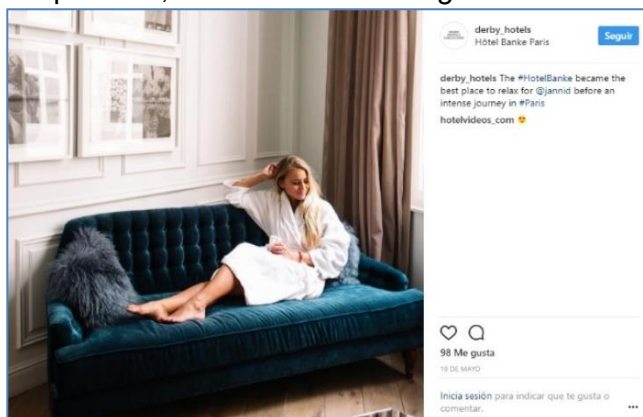 derby_hotels
Hôtel Banke Paris
Seguir
derby_hotels The #HotelBanke became the
best place to relax for @jannid before an
intense journey in #Paris
hotelvideos_com 😍
98 Me gusta
19 DE MAYO
Inicia sesión para indicar que te gusta o
comentar.